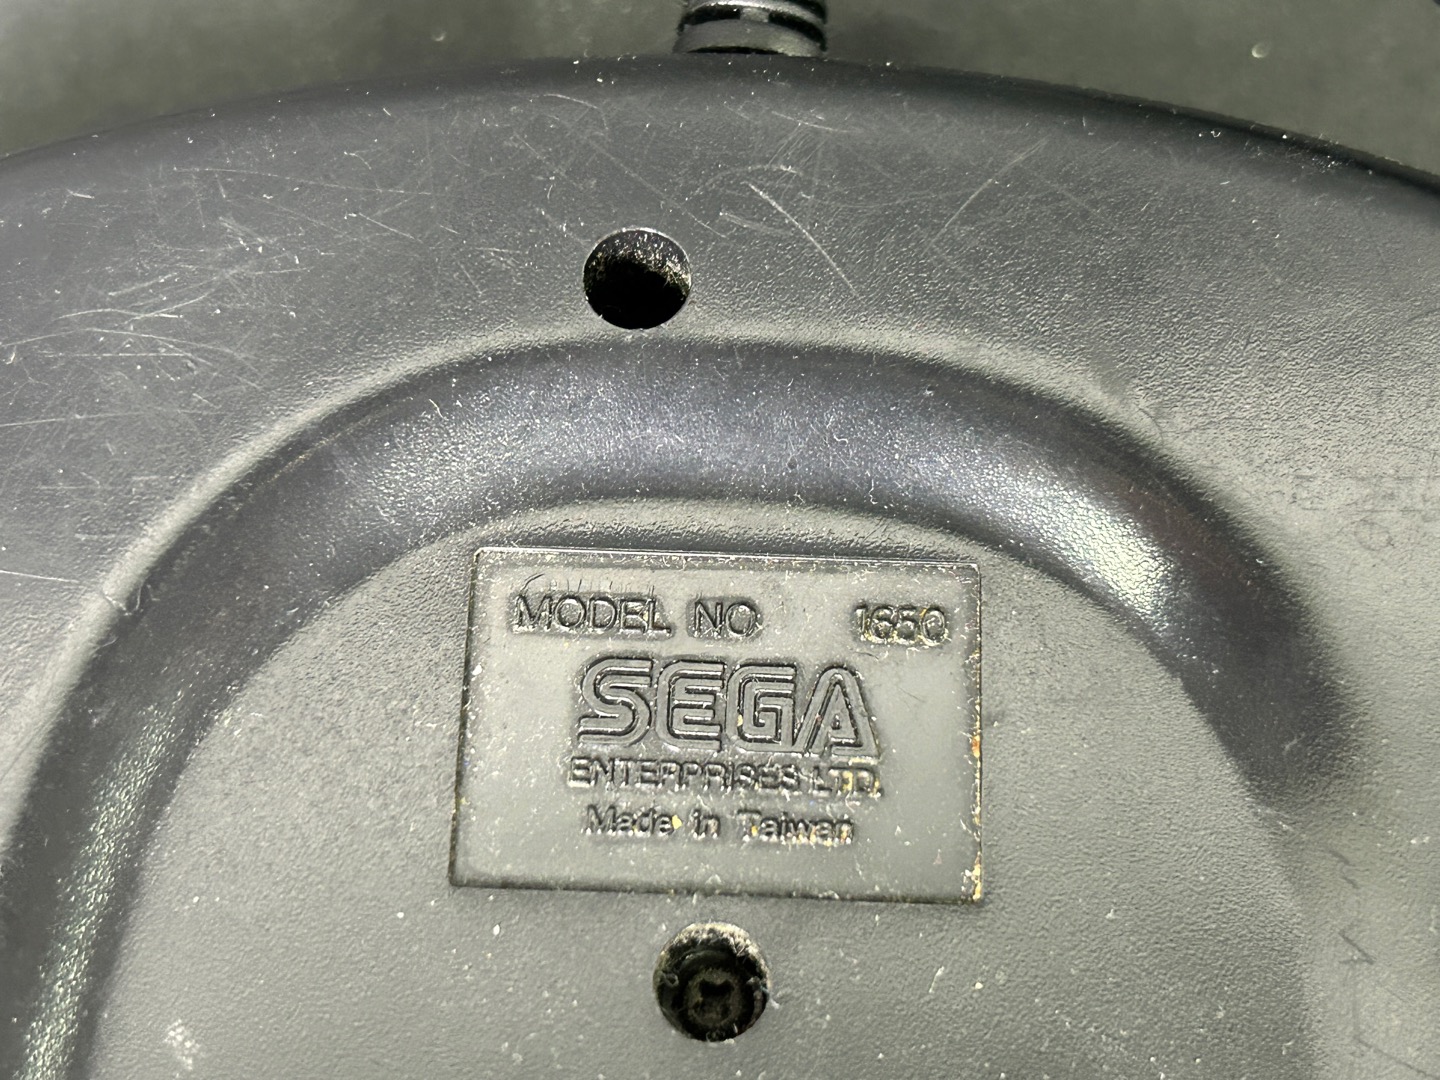 MODEL NO 1650
SEGA
ENTERPRISES LTD.
Made in Taiwan